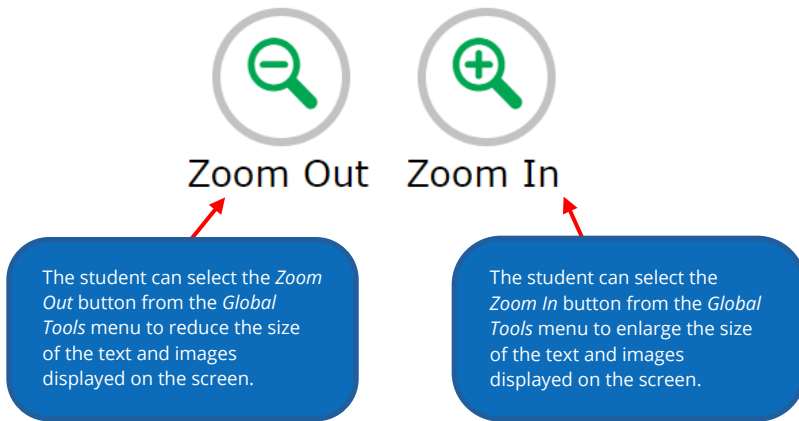 Zoom Out
Zoom In
The student can select the Zoom
Out button from the Global
Tools menu to reduce the size
of the text and images
displayed on the screen.
The student can select the
Zoom In button from the Global
Tools menu to enlarge the size
of the text and images
displayed on the screen.